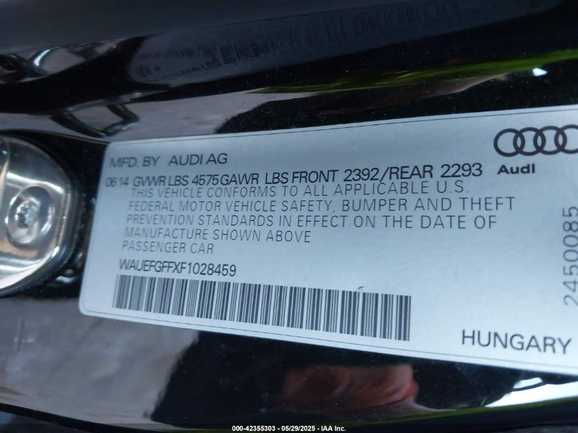 MFD. BY AUDI AG
06 14 GVWR LBS 4575 GAWR LBS FRONT 2392/REAR 2293
THIS VEHICLE CONFORMS TO ALL APPLICABLE U.S.
FEDERAL MOTOR VEHICLE SAFETY, BUMPER AND THEFT
PREVENTION STANDARDS IN EFFECT ON THE DATE OF
MANUFACTURE SHOWN ABOVE
PASSENGER CAR
WAUEFGFFXF1028459
Audi
2450085
HUNGARY
000-42355303 - 05/29/2025 - IAA Inc.